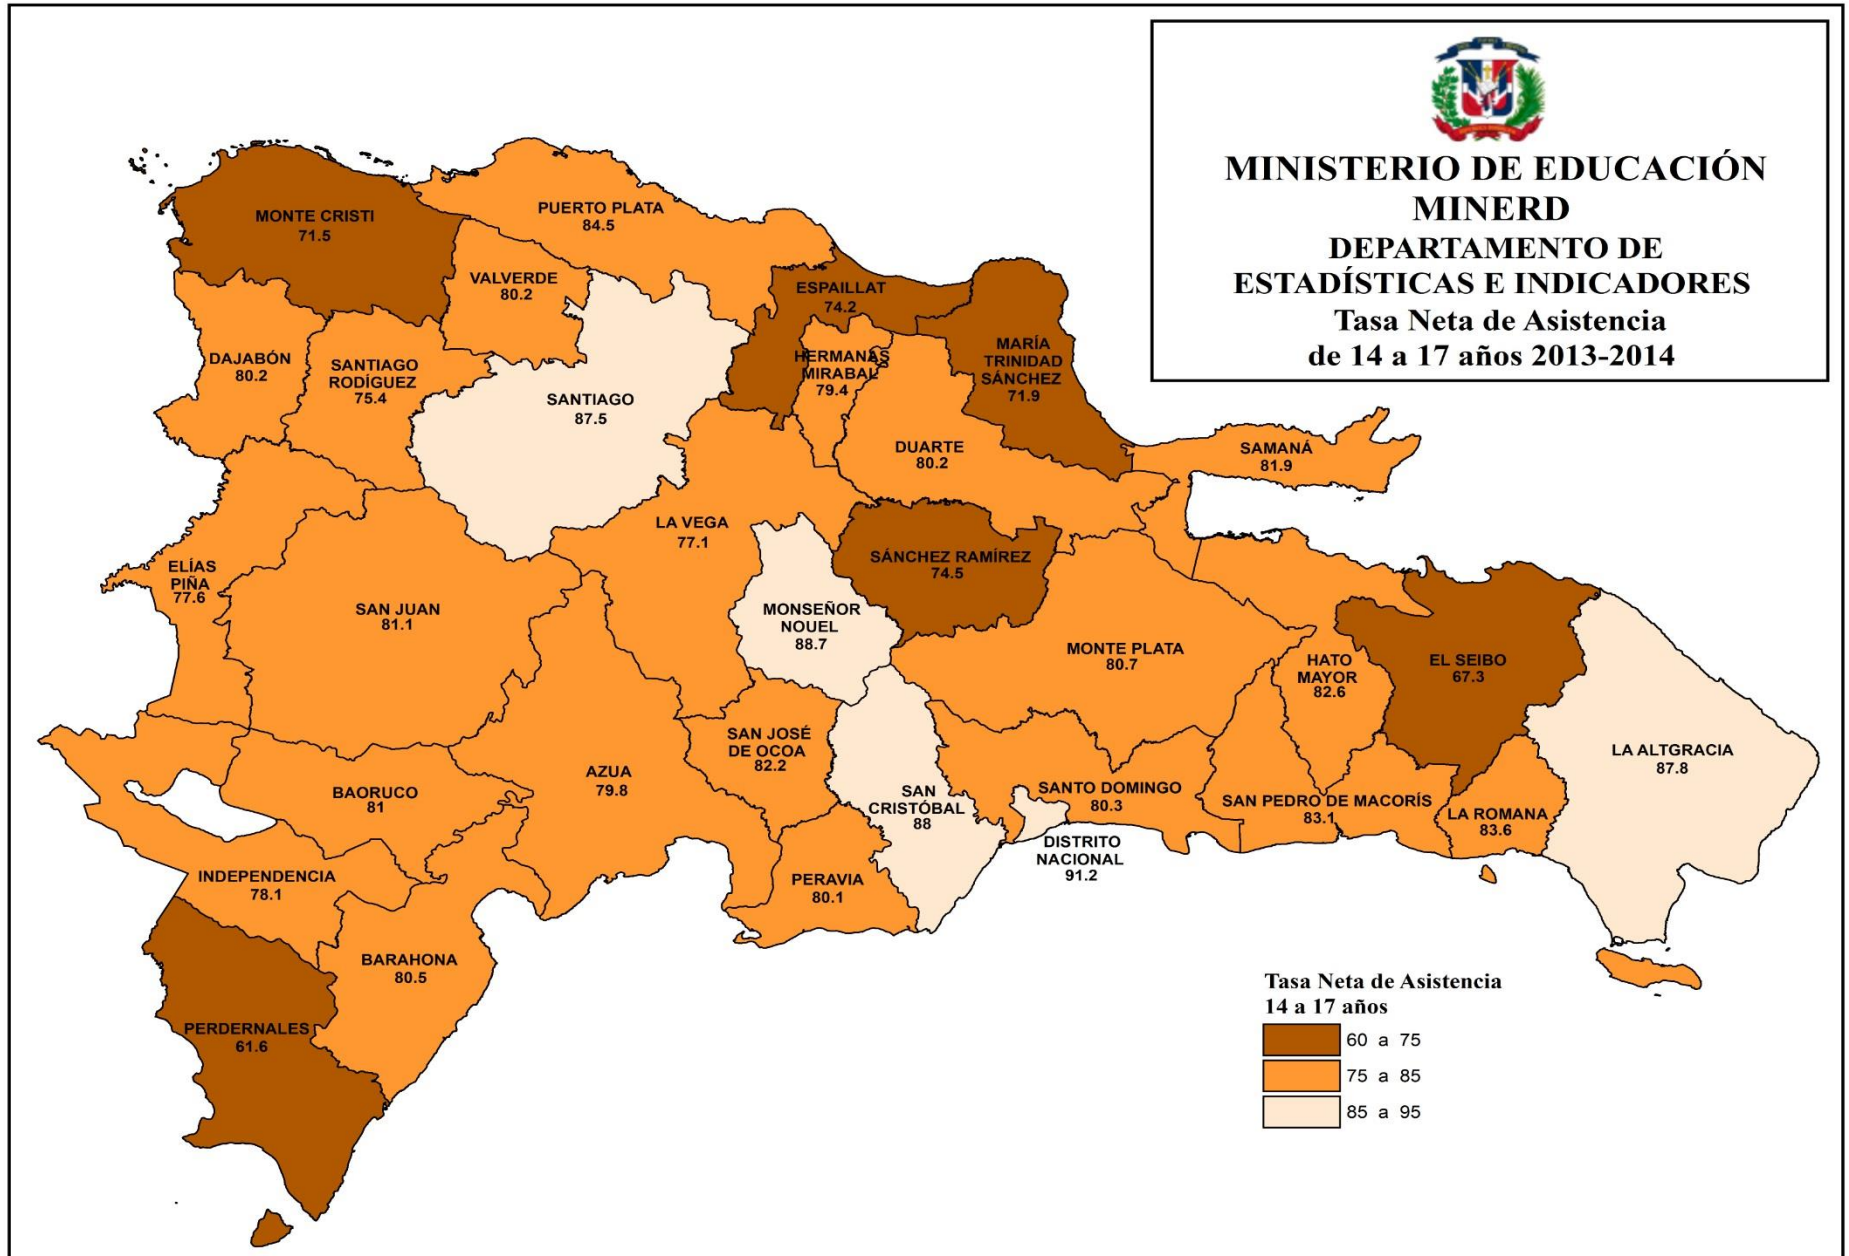 MINISTERIO DE EDUCACIÓN
MINERD
DEPARTAMENTO DE
ESTADÍSTICAS E INDICADORES
Tasa Neta de Asistencia
de 14 a 17 años 2013-2014
MONTE CRISTI
71.5
PUERTO PLATA
84.5
VALVERDE
80.2
ESPAILLAT
74.2
DAJABÓN
80.2
SANTIAGO
RODÍGUEZ
75.4
SANTIAGO
87.5
HERMANAS
MIRABAL
79.4
MARÍA
TRINIDAD
SÁNCHEZ
71.9
DUARTE
80.2
SAMANÁ
81.9
LA VEGA
77.1
SÁNCHEZ RAMÍREZ
74.5
ELÍAS
PIÑA
77.6
SAN JUAN
81.1
MONSEÑOR
NOUEL
88.7
MONTE PLATA
80.7
HATO
MAYOR
82.6
EL SEIBO
67.3
LA ALTGRACIA
87.8
SAN JOSÉ
DE OCOA
82.2
AZUA
79.8
BAORUCO
81
SAN
CRISTÓBAL
88
SANTO DOMINGO
80.3
SAN PEDRO DE MACORÍS
83.1
LA ROMANA
83.6
DISTRITO
NACIONAL
91.2
INDEPENDENCIA
78.1
PERAVIA
80.1
BARAHONA
80.5
PERDERNALES
61.6
Tasa Neta de Asistencia
14 a 17 años
60 a 75
75 a 85
85 a 95